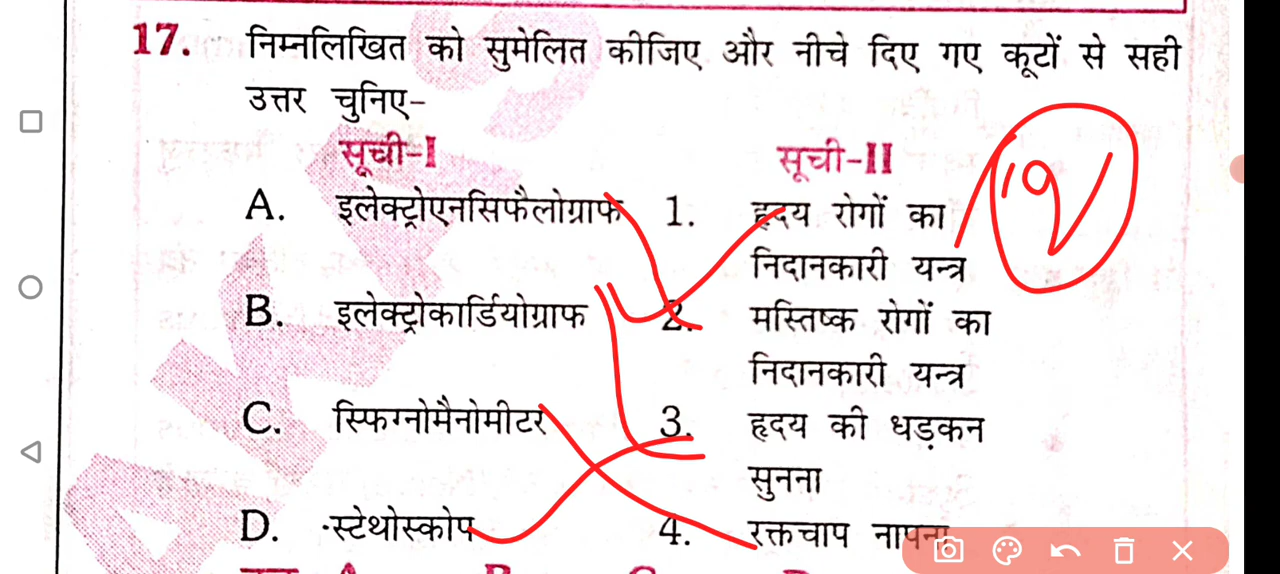 17. निम्नलिखित को सुमेलित कीजिए और नीचे दिए गए कूटों से सही
उत्तर चुनिए-
सूची-I सूची-II
A. इलेक्ट्रोएनसिफैलोग्राफ 1. हृदय रोगों का
निदानकारी यन्त्र
B. इलेक्ट्रोकार्डियोग्राफ 2. मस्तिष्क रोगों का
निदानकारी यन्त्र
C. स्फिग्नोमैनोमीटर 3. हृदय की धड़कन
सुनना
D. स्टेथोस्कोप 4. रक्तचाप नापना